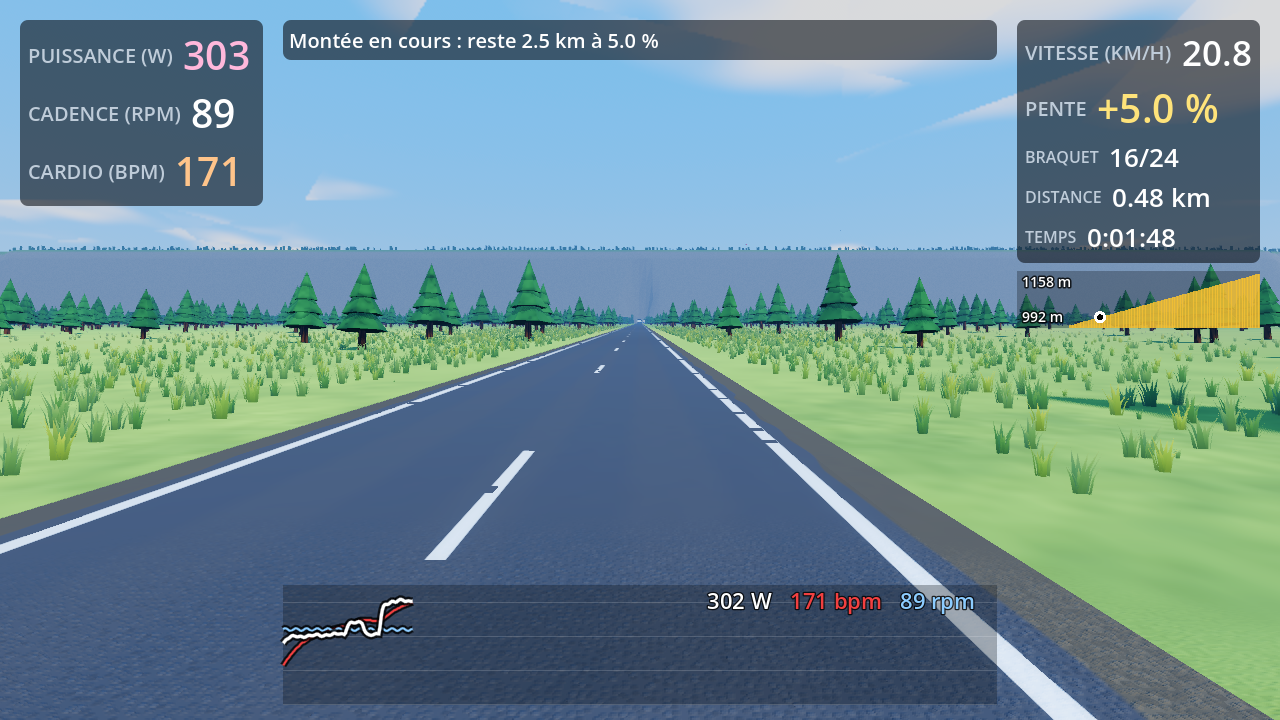 PUISSANCE (W) 303
CADENCE (RPM) 89
CARDIO (BPM) 171
Montée en cours : reste 2.5 km à 5.0 %
VITESSE (KM/H) 20.8
PENTE +5.0 %
BRAQUET 16/24
DISTANCE 0.48 km
TEMPS 0:01:48
1158 m
992 m
302 W 171 bpm 89 rpm